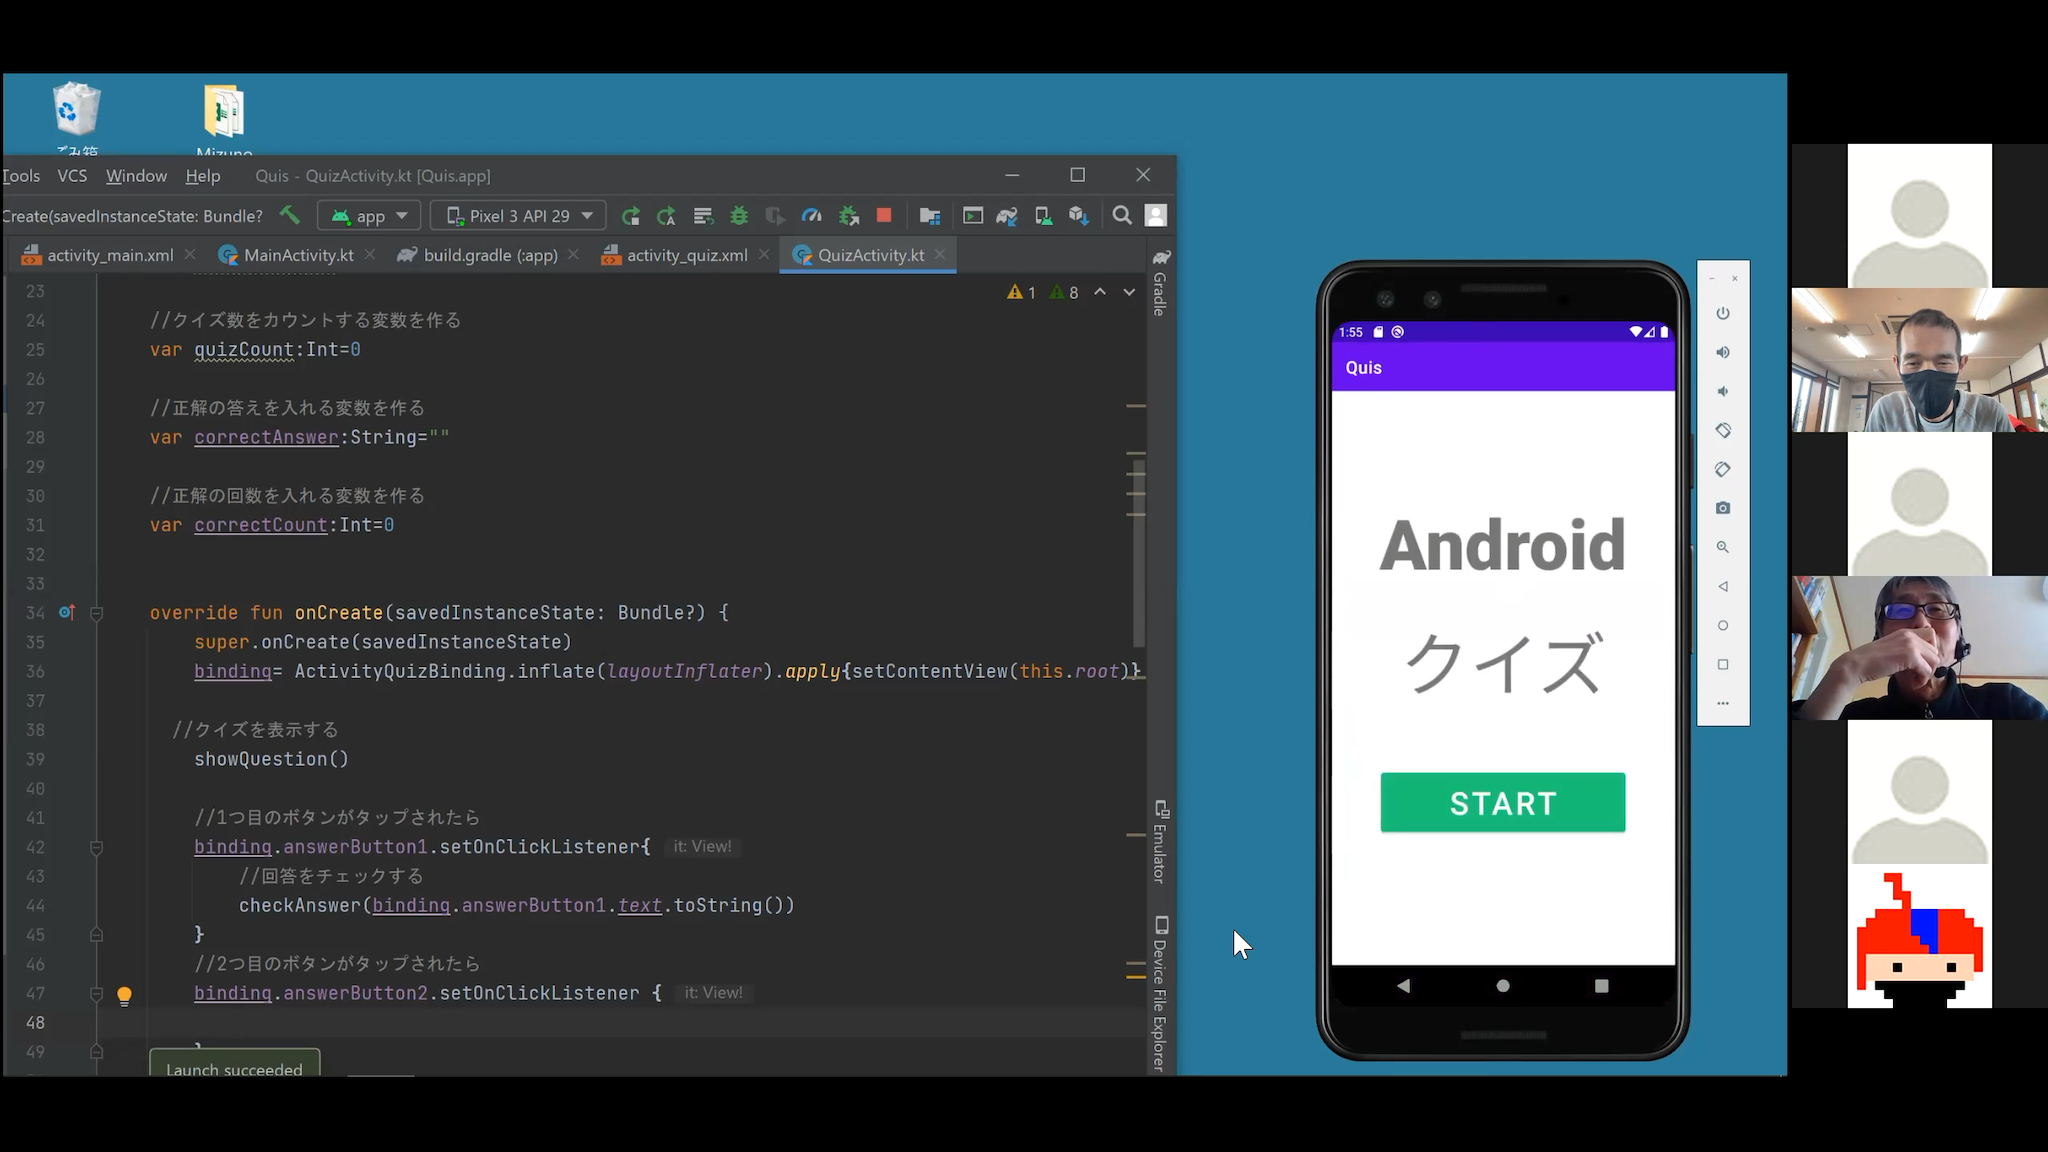 ごみ箱
Mizuno
Tools VCS Window Help Quis - QuizActivity.kt [Quis.app]
Create(savedInstanceState: Bundle? app Pixel 3 API 29
activity_main.xml MainActivity.kt build.gradle (:app) activity_quiz.xml QuizActivity.kt
1 8
23
24 //クイズ数をカウントする変数を作る
25 var quizCount:Int=0
26
27 //正解の答えを入れる変数を作る
28 var correctAnswer:String=""
29
30 //正解の回数を入れる変数を作る
31 var correctCount:Int=0
32
33
34 override fun onCreate(savedInstanceState: Bundle?) {
35 super.onCreate(savedInstanceState)
36 binding= ActivityQuizBinding.inflate(layoutInflater).apply{setContentView(this.root)}
37
38 //クイズを表示する
39 showQuestion()
40
41 //1つ目のボタンがタップされたら
42 binding.answerButton1.setOnClickListener{ it: View!
43 //回答をチェックする
44 checkAnswer(binding.answerButton1.text.toString())
45 }
46 //2つ目のボタンがタップされたら
47 binding.answerButton2.setOnClickListener { it: View!
48
49 }
Launch succeeded
Gradle
Emulator
Device File Explorer
1:55
Quis
Android
クイズ
START